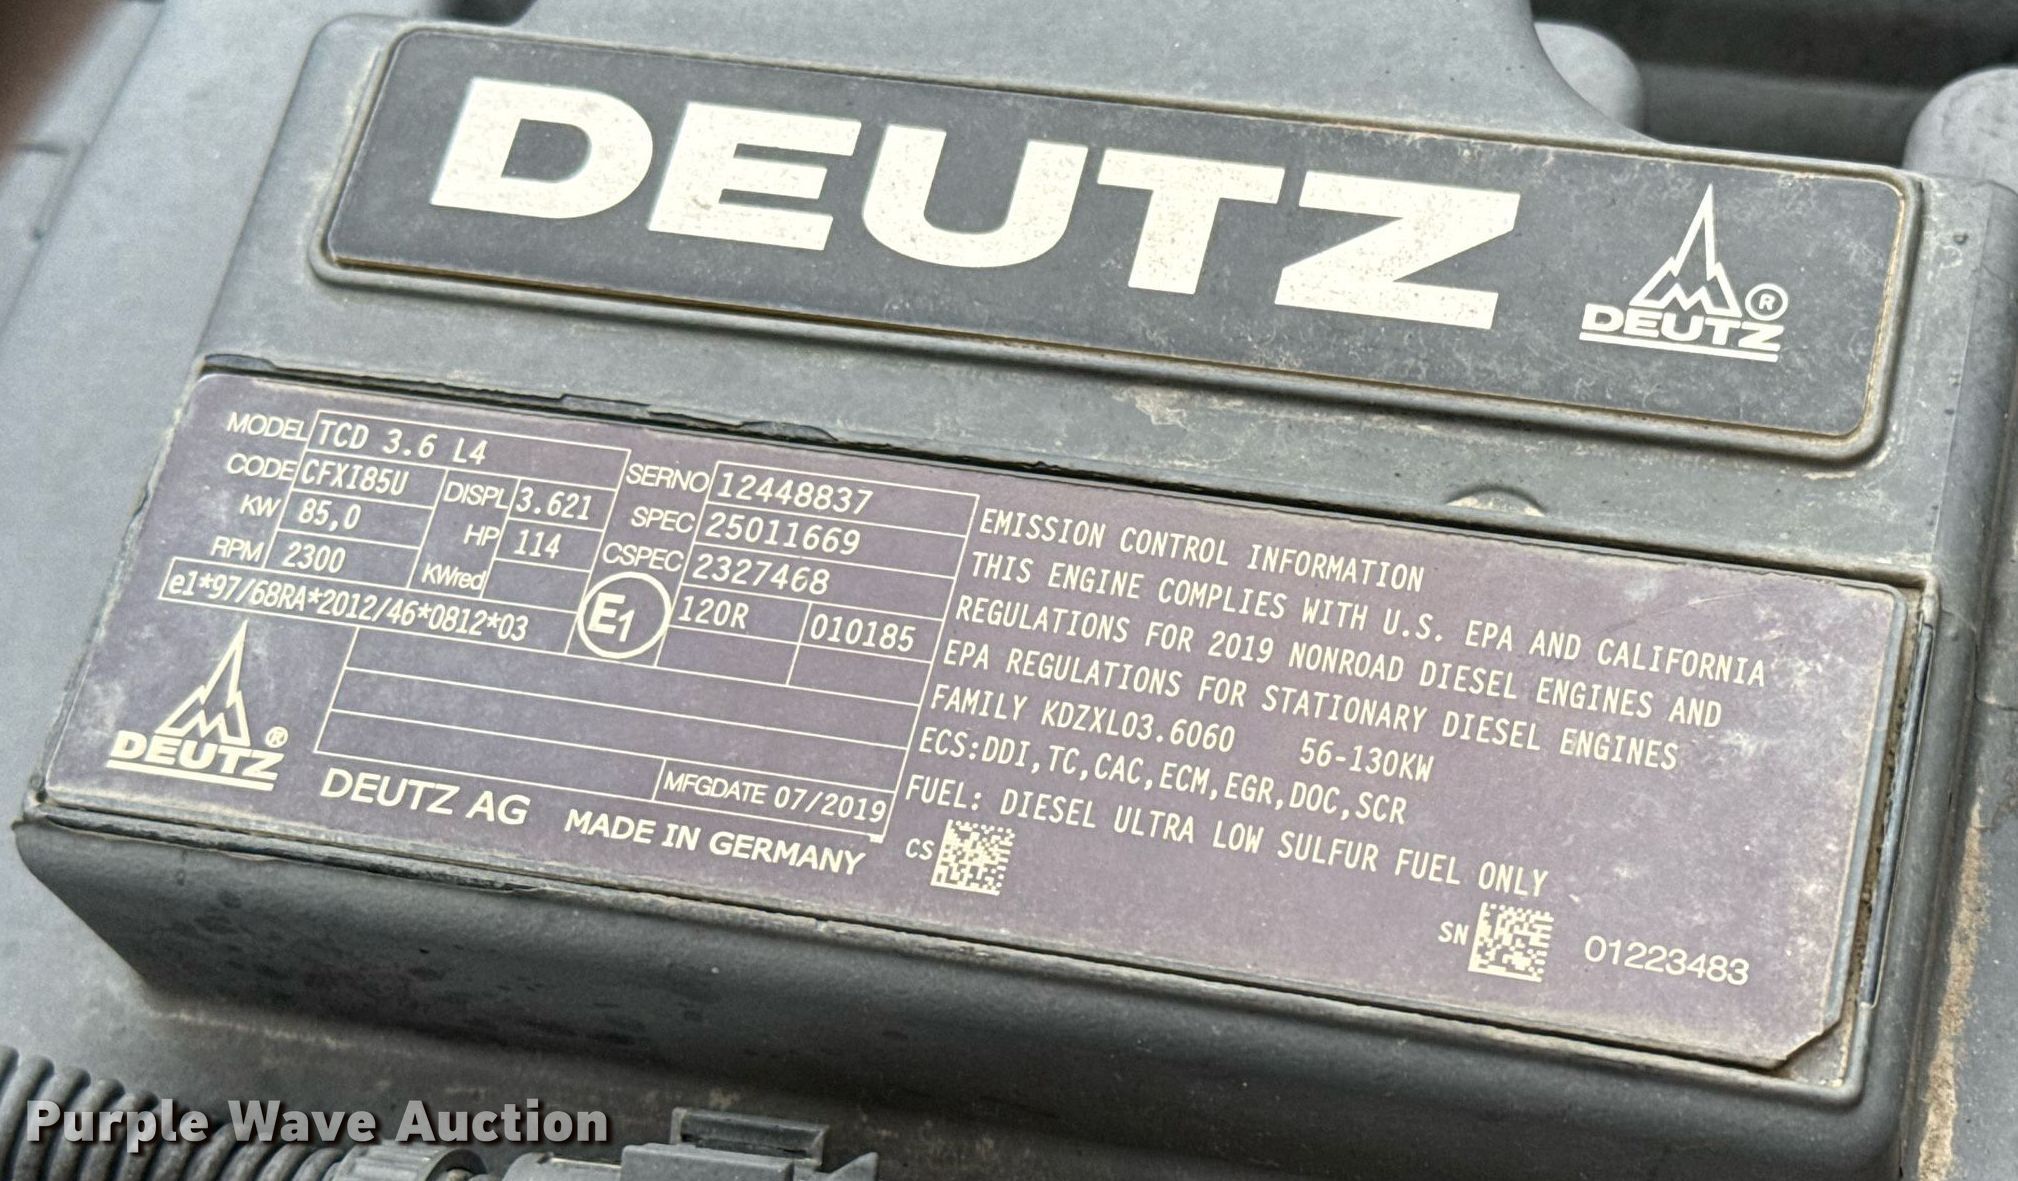 DEUTZ
DEUTZ ®
MODEL TCD 3.6 L4
CODE CFXI85U DISPL 3.621
KW 85,0 HP 114
RPM 2300 KWred
e1*97/68RA*2012/46*0812*03
SERNO 12448837
SPEC 25011669
CSPEC 2327468
E1 120R 010185
DEUTZ ®
MFGDATE 07/2019
DEUTZ AG MADE IN GERMANY
EMISSION CONTROL INFORMATION
THIS ENGINE COMPLIES WITH U.S. EPA AND CALIFORNIA
REGULATIONS FOR 2019 NONROAD DIESEL ENGINES AND
EPA REGULATIONS FOR STATIONARY DIESEL ENGINES
FAMILY KDZXL03.6060 56-130KW
ECS:DDI,TC,CAC,ECM,EGR,DOC,SCR
FUEL: DIESEL ULTRA LOW SULFUR FUEL ONLY
CS
SN 01223483
Purple Wave Auction